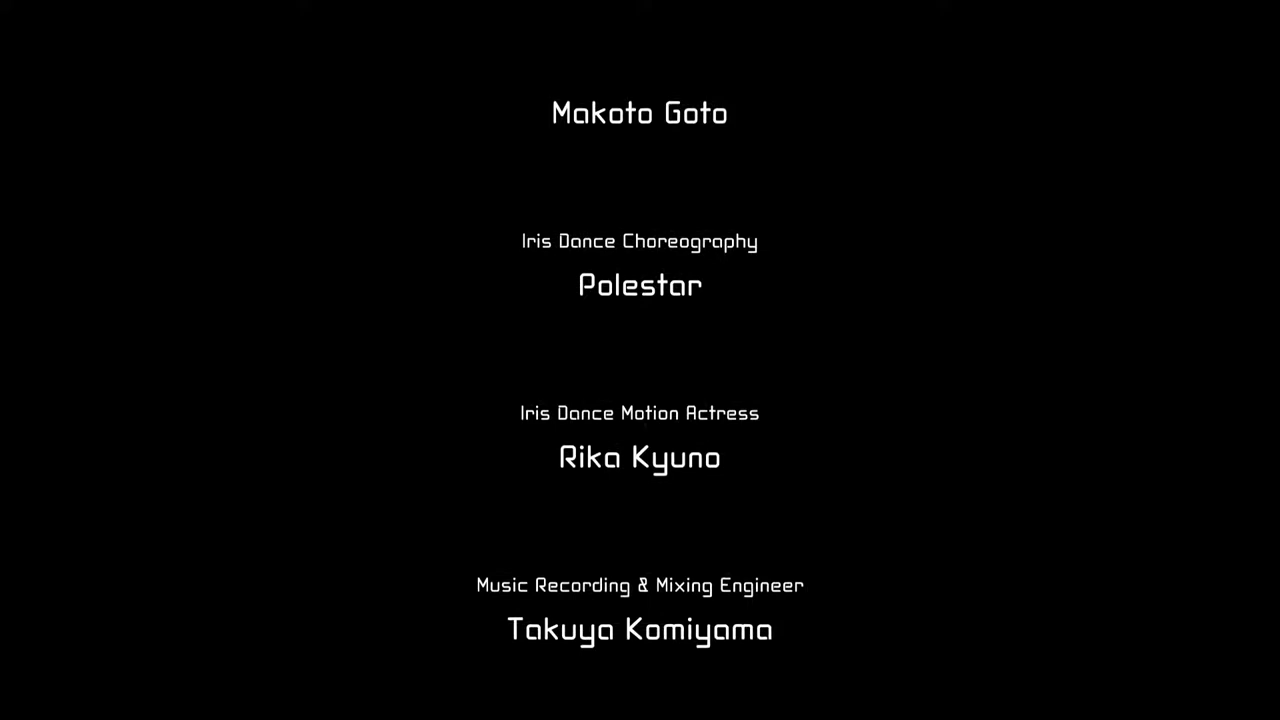 Makoto Goto
Iris Dance Choreography
Polestar
Iris Dance Motion Actress
Rika Kyuno
Music Recording & Mixing Engineer
Takuya Komiyama